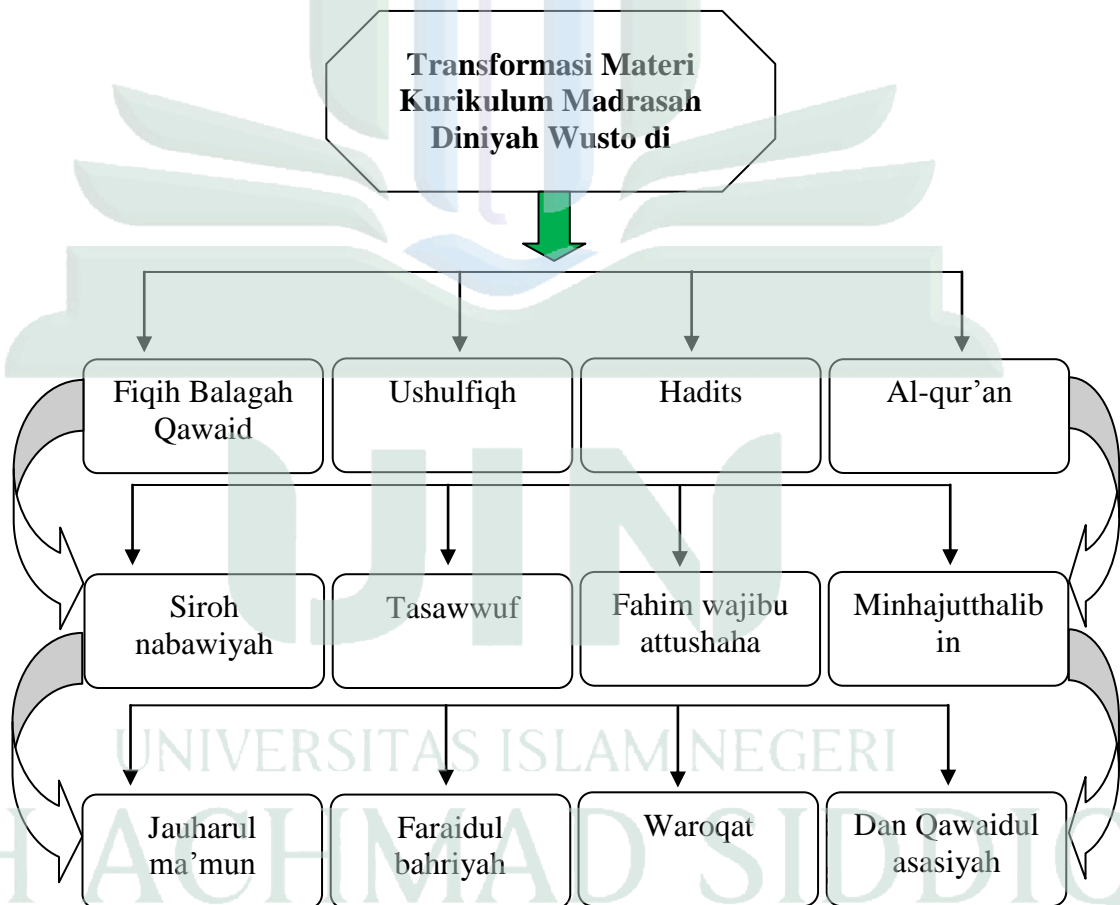 Transformasi Materi
Kurikulum Madrasah
Diniyah Wusto di
Fiqih Balagah
Qawaid
Ushulfiqh
Hadits
Al-qur’an
Siroh
nabawiyah
Tasawwuf
Fahim wajibu
attushaha
Minhajutthalib
in
Jauharul
ma’mun
Faraidul
bahriyah
Waroqat
Dan Qawaidul
asasiyah
UIN
UNIVERSITAS ISLAM NEGERI
H ACHMAD SIDDIQ